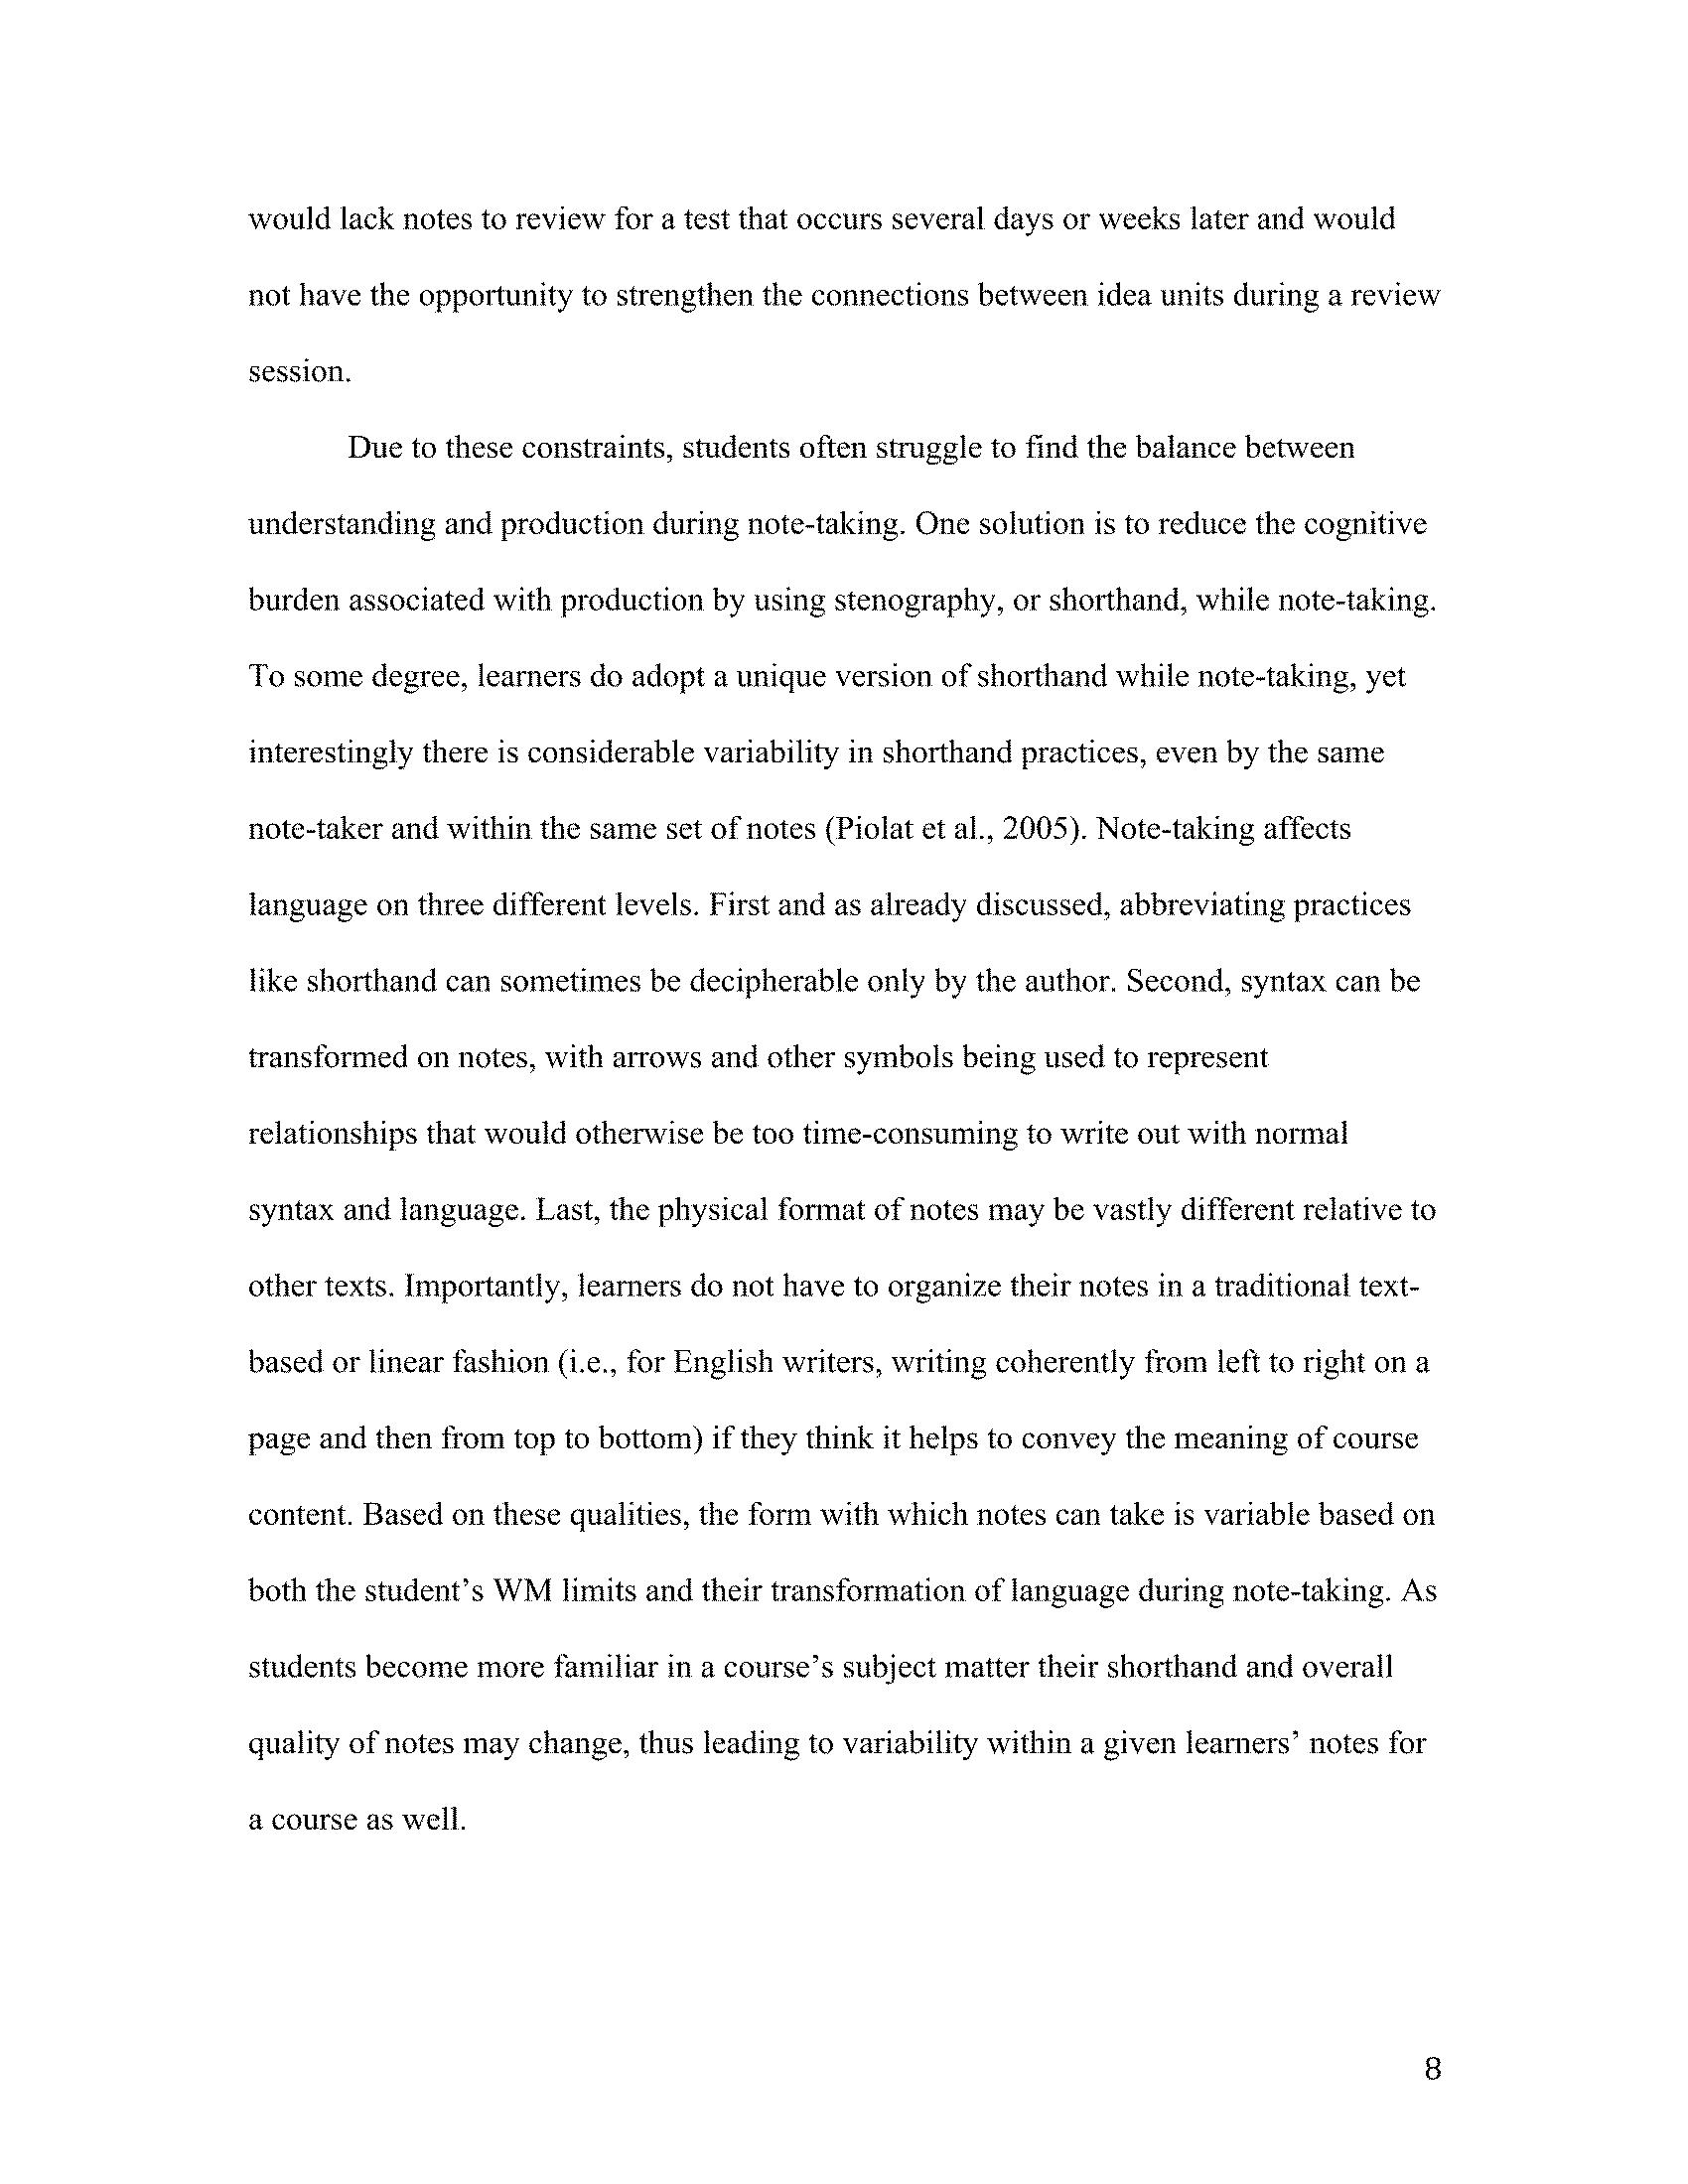 would lack notes to review for a test that occurs several days or weeks later and would
not have the opportunity to strengthen the connections between idea units during a review
session.
Due to these constraints, students often struggle to find the balance between
understanding and production during note-taking. One solution is to reduce the cognitive
burden associated with production by using stenography, or shorthand, while note-taking.
To some degree, learners do adopt a unique version of shorthand while note-taking, yet
interestingly there is considerable variability in shorthand practices, even by the same
note-taker and within the same set of notes (Piolat et al., 2005). Note-taking affects
language on three different levels. First and as already discussed, abbreviating practices
like shorthand can sometimes be decipherable only by the author. Second, syntax can be
transformed on notes, with arrows and other symbols being used to represent
relationships that would otherwise be too time-consuming to write out with normal
syntax and language. Last, the physical format of notes may be vastly different relative to
other texts. Importantly, learners do not have to organize their notes in a traditional text-
based or linear fashion (i.e., for English writers, writing coherently from left to right on a
page and then from top to bottom) if they think it helps to convey the meaning of course
content. Based on these qualities, the form with which notes can take is variable based on
both the student’s WM limits and their transformation of language during note-taking. As
students become more familiar in a course’s subject matter their shorthand and overall
quality of notes may change, thus leading to variability within a given learners’ notes for
a course as well.
8